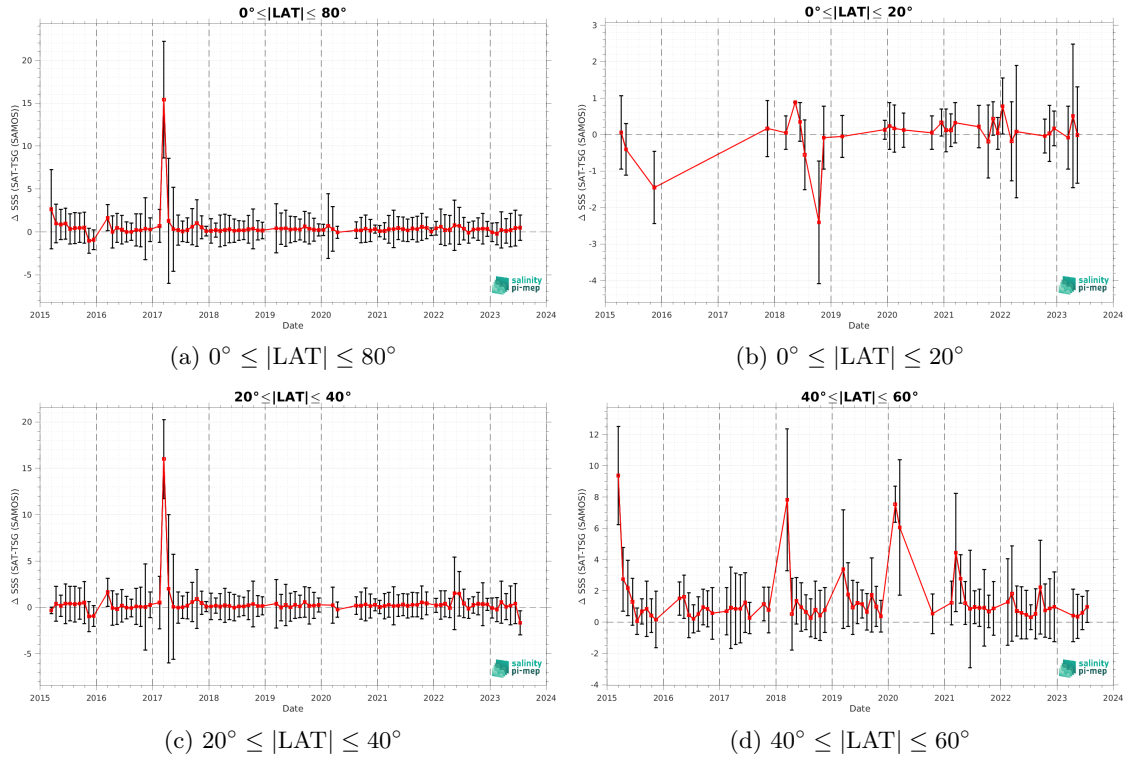 0°≤|LAT|≤ 80°
Δ SSS (SAT-TSG (SAMOS))
20
15
10
5
0
-5
2015 2016 2017 2018 2019 2020 2021 2022 2023 2024
Date
salinity
pi-mep
(a) 0° ≤ |LAT| ≤ 80°
0°≤|LAT|≤ 20°
Δ SSS (SAT-TSG (SAMOS))
3
2
1
0
-1
-2
-3
-4
2015 2016 2017 2018 2019 2020 2021 2022 2023 2024
Date
salinity
pi-mep
(b) 0° ≤ |LAT| ≤ 20°
20°≤|LAT|≤ 40°
Δ SSS (SAT-TSG (SAMOS))
20
15
10
5
0
-5
2015 2016 2017 2018 2019 2020 2021 2022 2023 2024
Date
salinity
pi-mep
(c) 20° ≤ |LAT| ≤ 40°
40°≤|LAT|≤ 60°
Δ SSS (SAT-TSG (SAMOS))
12
10
8
6
4
2
0
-2
-4
2015 2016 2017 2018 2019 2020 2021 2022 2023 2024
Date
salinity
pi-mep
(d) 40° ≤ |LAT| ≤ 60°